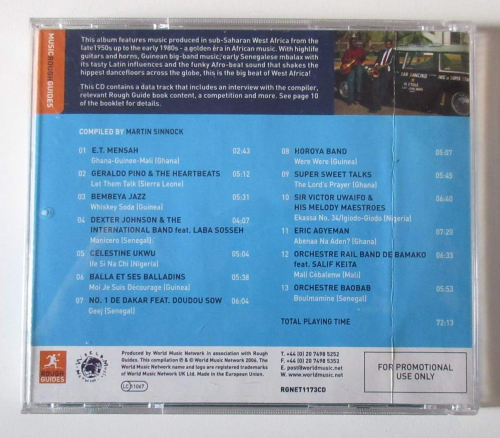 MUSIC ROUGH GUIDES
This album features music produced in sub-Saharan West Africa from the
late1950s up to the early 1980s - a golden era in African music. With highlife
guitars and horns, Guinean big-band music; early Senegalese mbalax with
its tasty Latin influences and the funky Afro-beat sound that shakes the
hippest dancefloors across the globe, this is the big beat of West Africa!
This CD contains a data track that includes an interview with the compiler,
relevant Rough Guide book content, a competition and more. See page 10
of the booklet for details.
COMPILED BY MARTIN SINNOCK
01 E.T. MENSAH
Ghana-Guinee-Mali (Ghana) 02:43
02 GERALDO PINO & THE HEARTBEATS
Let Them Talk (Sierra Leone) 05:12
03 BEMBEYA JAZZ
Whiskey Soda (Guinea) 05:31
04 DEXTER JOHNSON & THE
INTERNATIONAL BAND feat. LABA SOSSEH
Manicero (Senegal) 04:07
05 CELESTINE UKWU
Ife Si Na Chi (Nigeria) 05:04
06 BALLA ET SES BALLADINS
Moi Je Suis Décourage (Guinea) 05:38
07 NO. 1 DE DAKAR FEAT. DOUDOU SOW
Geej (Senegal) 06:04
08 HOROYA BAND
Were Were (Guinea) 05:07
09 SUPER SWEET TALKS
The Lord's Prayer (Ghana) 05:45
10 SIR VICTOR UWAIFO &
HIS MELODY MAESTROES
Ekassa No. 34/Igiodo-Giodo (Nigeria) 06:40
11 ERIC AGYEMAN
Abenaa Na Aden? (Ghana) 07:20
12 ORCHESTRE RAIL BAND DE BAMAKO
feat. SALIF KEITA
Mali Cébalenw (Mali) 06:33
13 ORCHESTRE BAOBAB
Boulmamine (Senegal) 05:53
TOTAL PLAYING TIME 72:13
ROUGH
GUIDES
Produced by World Music Network in association with Rough
Guides. This compilation ℗ & © World Music Network 2006. The
World Music Network name and logo are registered trademarks
of World Music Network UK Ltd. Made in the European Union.
LC 11067
T. +44 (0) 20 7498 5252
F. +44 (0) 20 7498 5353
E. post@worldmusic.net
W. www.worldmusic.net
RGNET1173CD
FOR PROMOTIONAL
USE ONLY